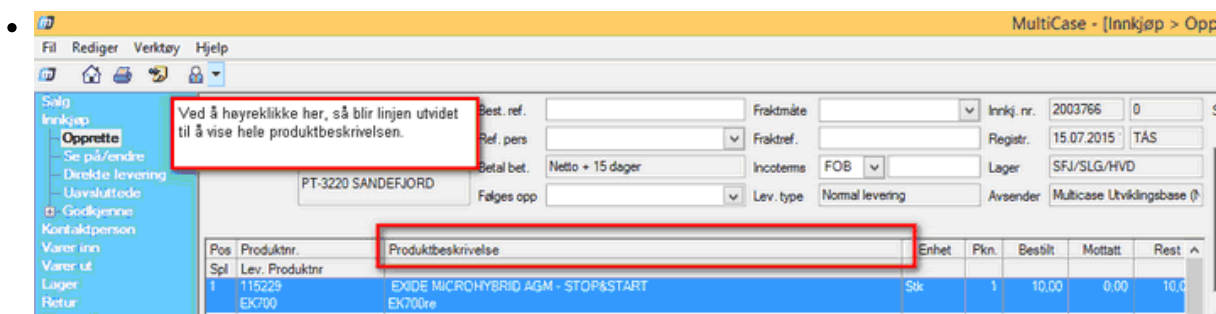 MultiCase - [Innkjøp > Opp
Fil Rediger Verktøy Hjelp
Salg
Innkjøp
Opprette
Se på/endre
Direkte levering
Uavsluttede
Godkjenne
Kontaktperson
Varer inn
Varer ut
Lager
Retur
Ved å høyreklikke her, så blir linjen utvidet
til å vise hele produktbeskrivelsen.
PT-3220 SANDEFJORD
Best. ref. Fraktmåte Innkj. nr. 2003766 0
Ref. pers Fraktref. Registr. 15.07.2015 TÅS
Betal bet. Netto + 15 dager Incoterms FOB Lager SFJ/SLG/HVD
Følges opp Lev. type Normal levering Avsender Multicase Utviklingsbase (N
Pos Produktnr. Produktbeskrivelse Enhet Pkn. Bestilt Mottatt Rest
Spl Lev. Produktnr
1 115229 EXIDE MICROHYBRID AGM - STOP&START Stk 1 10,00 0,00 10,0
EK700 EK700re